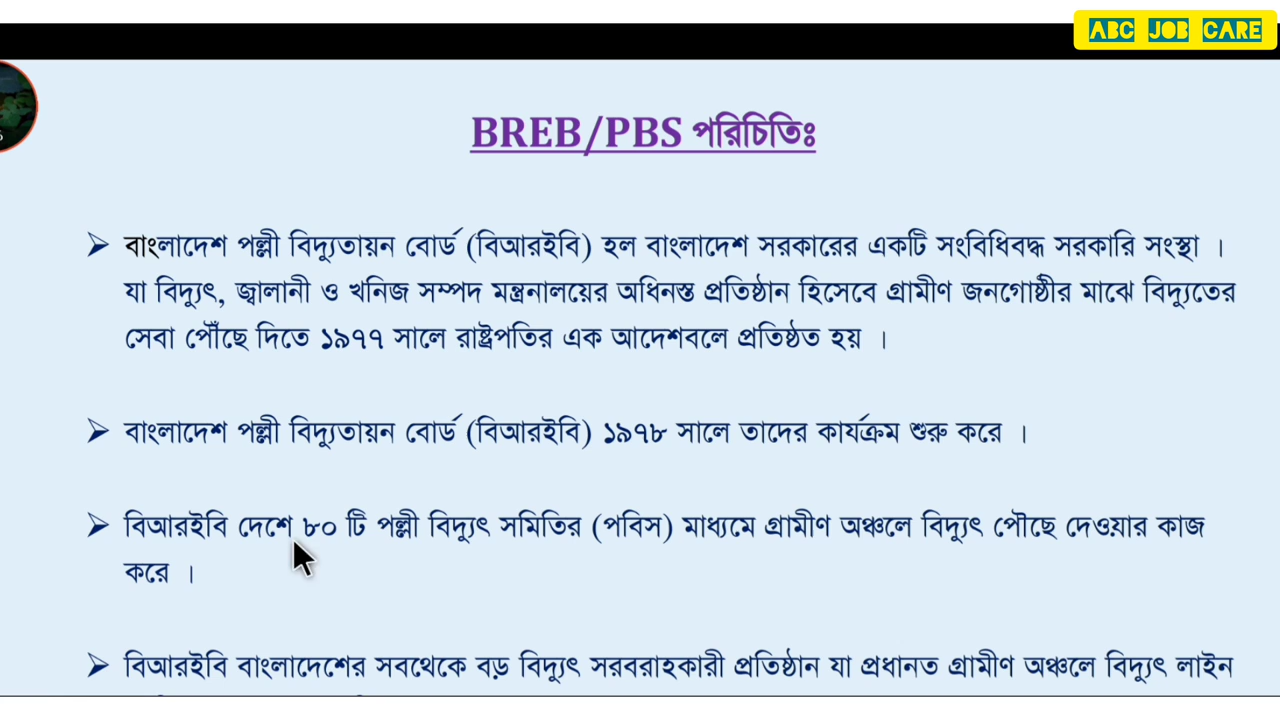 ABC JOB CARE
BREB/PBS পরিচিতিঃ
➢ বাংলাদেশ পল্লী বিদ্যুতায়ন বোর্ড (বিআরইবি) হল বাংলাদেশ সরকারের একটি সংবিধিবদ্ধ সরকারি সংস্থা ।
যা বিদ্যুৎ, জ্বালানী ও খনিজ সম্পদ মন্ত্রনালয়ের অধিনস্ত প্রতিষ্ঠান হিসেবে গ্রামীণ জনগোষ্ঠীর মাঝে বিদ্যুতের
সেবা পৌঁছে দিতে ১৯৭৭ সালে রাষ্ট্রপতির এক আদেশবলে প্রতিষ্ঠত হয় ।
➢ বাংলাদেশ পল্লী বিদ্যুতায়ন বোর্ড (বিআরইবি) ১৯৭৮ সালে তাদের কার্যক্রম শুরু করে ।
➢ বিআরইবি দেশে ৮০ টি পল্লী বিদ্যুৎ সমিতির (পবিস) মাধ্যমে গ্রামীণ অঞ্চলে বিদ্যুৎ পৌছে দেওয়ার কাজ
করে ।
➢ বিআরইবি বাংলাদেশের সবথেকে বড় বিদ্যুৎ সরবরাহকারী প্রতিষ্ঠান যা প্রধানত গ্রামীণ অঞ্চলে বিদ্যুৎ লাইন